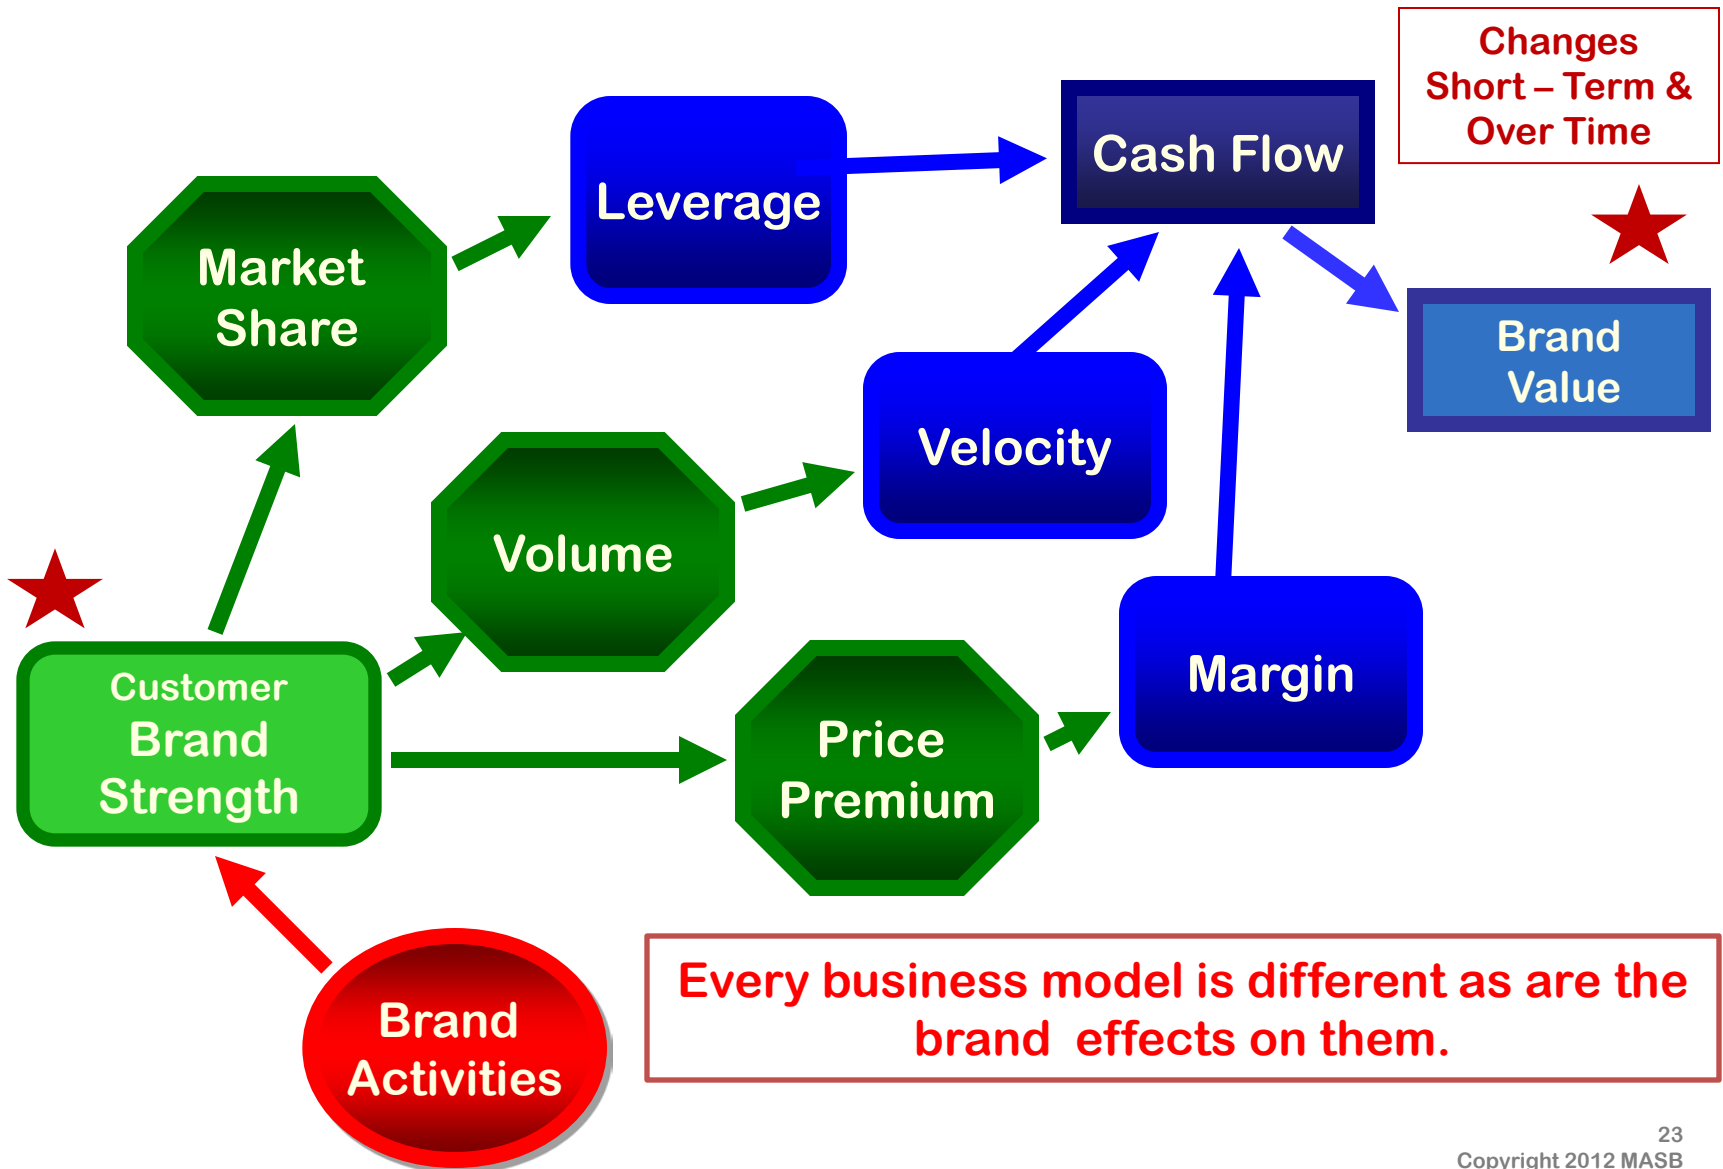 Changes
Short – Term &
Over Time
Cash Flow
Leverage
Market
Share
Brand
Value
Velocity
Volume
Margin
Customer
Brand
Strength
Price
Premium
Every business model is different as are the
brand  effects on them.
Brand
Activities
23
Copyright 2012 MASB